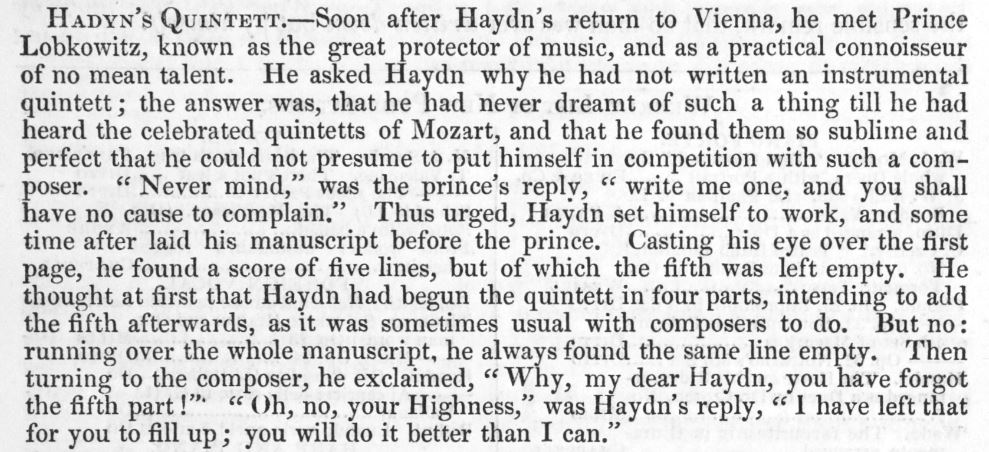 HADYN'S QUINTETT.—Soon after Haydn's return to Vienna, he met Prince
Lobkowitz, known as the great protector of music, and as a practical connoisseur
of no mean talent. He asked Haydn why he had not written an instrumental
quintett; the answer was, that he had never dreamt of such a thing till he had
heard the celebrated quintetts of Mozart, and that he found them so sublime and
perfect that he could not presume to put himself in competition with such a com-
poser. "Never mind," was the prince's reply, "write me one, and you shall
have no cause to complain." Thus urged, Haydn set himself to work, and some
time after laid his manuscript before the prince. Casting his eye over the first
page, he found a score of five lines, but of which the fifth was left empty. He
thought at first that Haydn had begun the quintett in four parts, intending to add
the fifth afterwards, as it was sometimes usual with composers to do. But no:
running over the whole manuscript, he always found the same line empty. Then
turning to the composer, he exclaimed, "Why, my dear Haydn, you have forgot
the fifth part!" "Oh, no, your Highness," was Haydn's reply, "I have left that
for you to fill up; you will do it better than I can."